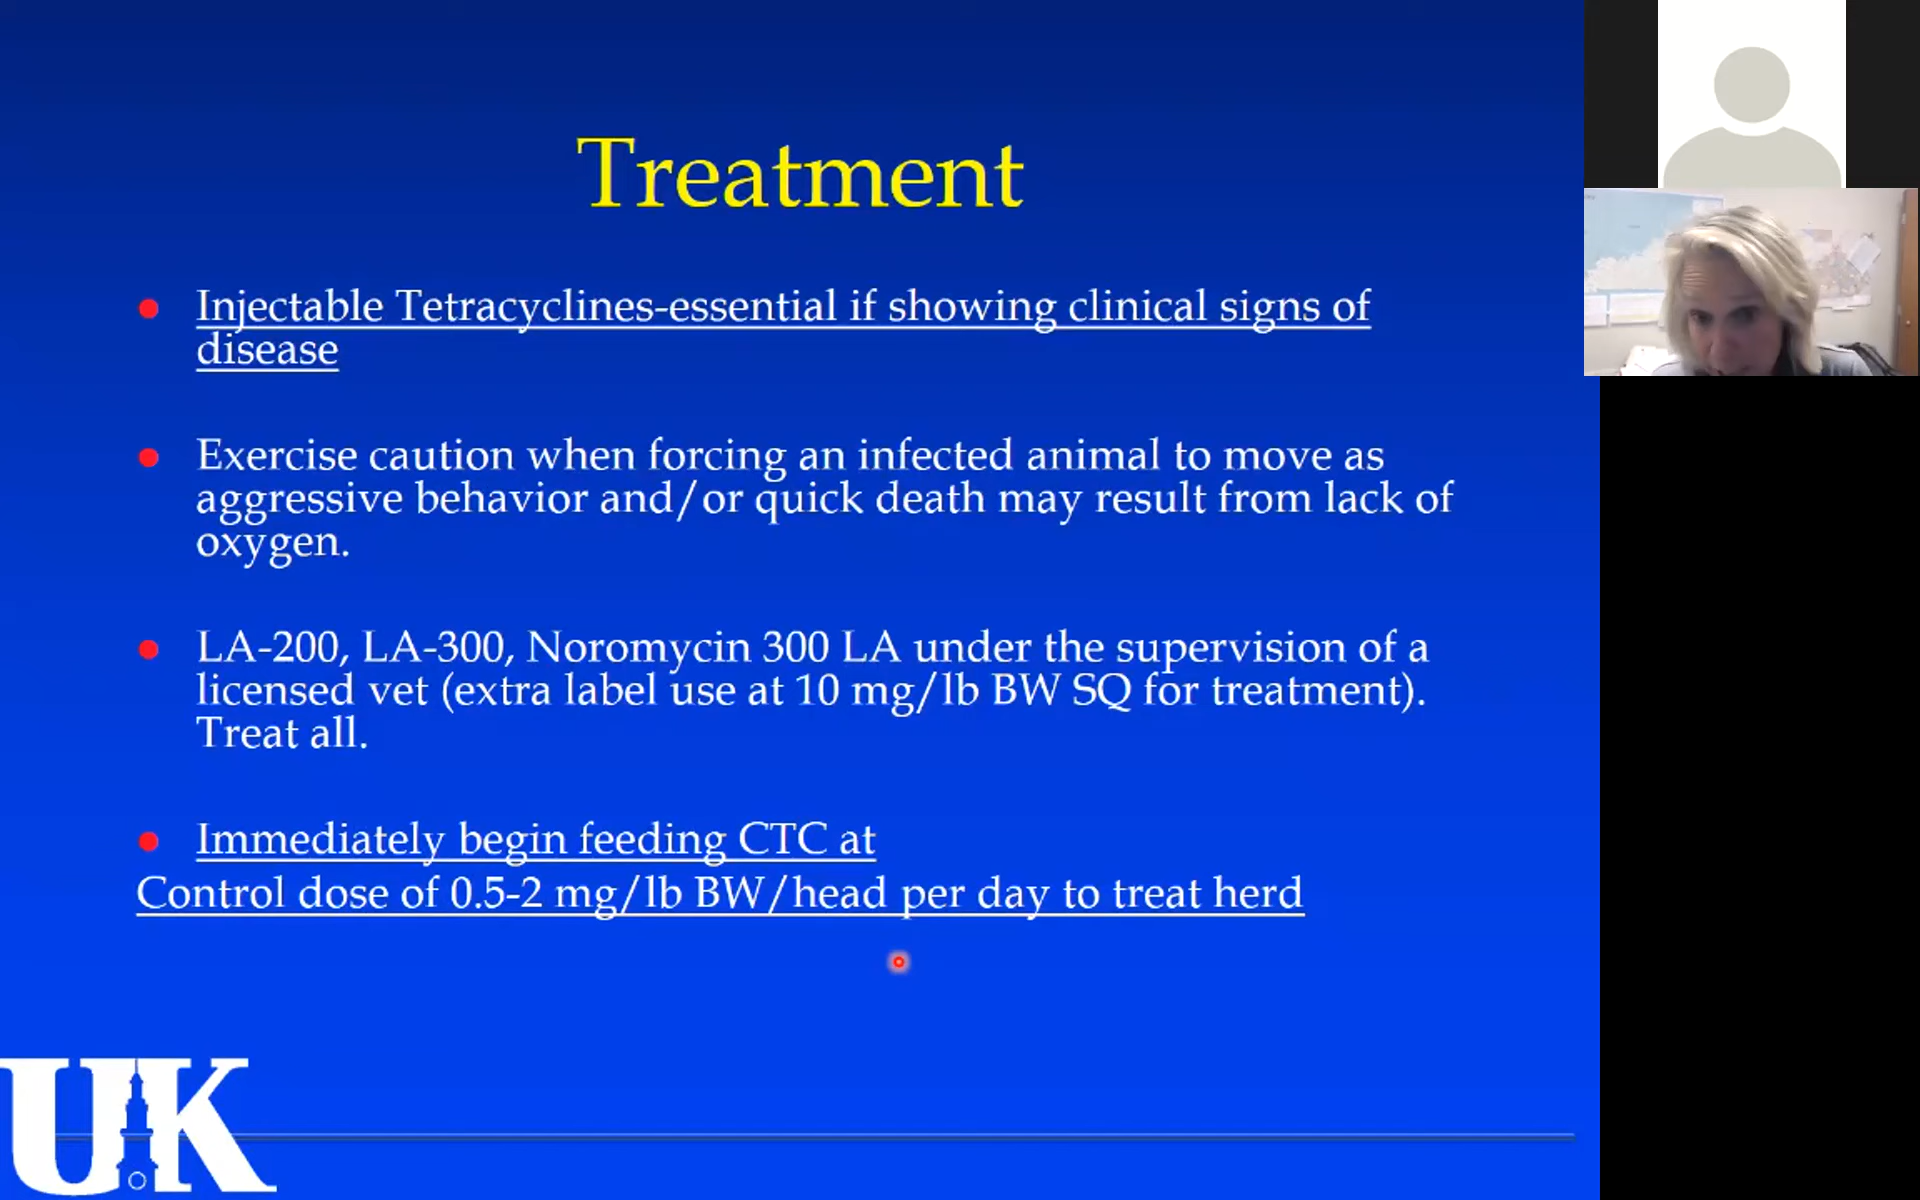 Treatment
Injectable Tetracyclines-essential if showing clinical signs of
disease
Exercise caution when forcing an infected animal to move as
aggressive behavior and/or quick death may result from lack of
oxygen.
LA-200, LA-300, Noromycin 300 LA under the supervision of a
licensed vet (extra label use at 10 mg/lb BW SQ for treatment).
Treat all.
Immediately begin feeding CTC at
Control dose of 0.5-2 mg/lb BW/head per day to treat herd
UK